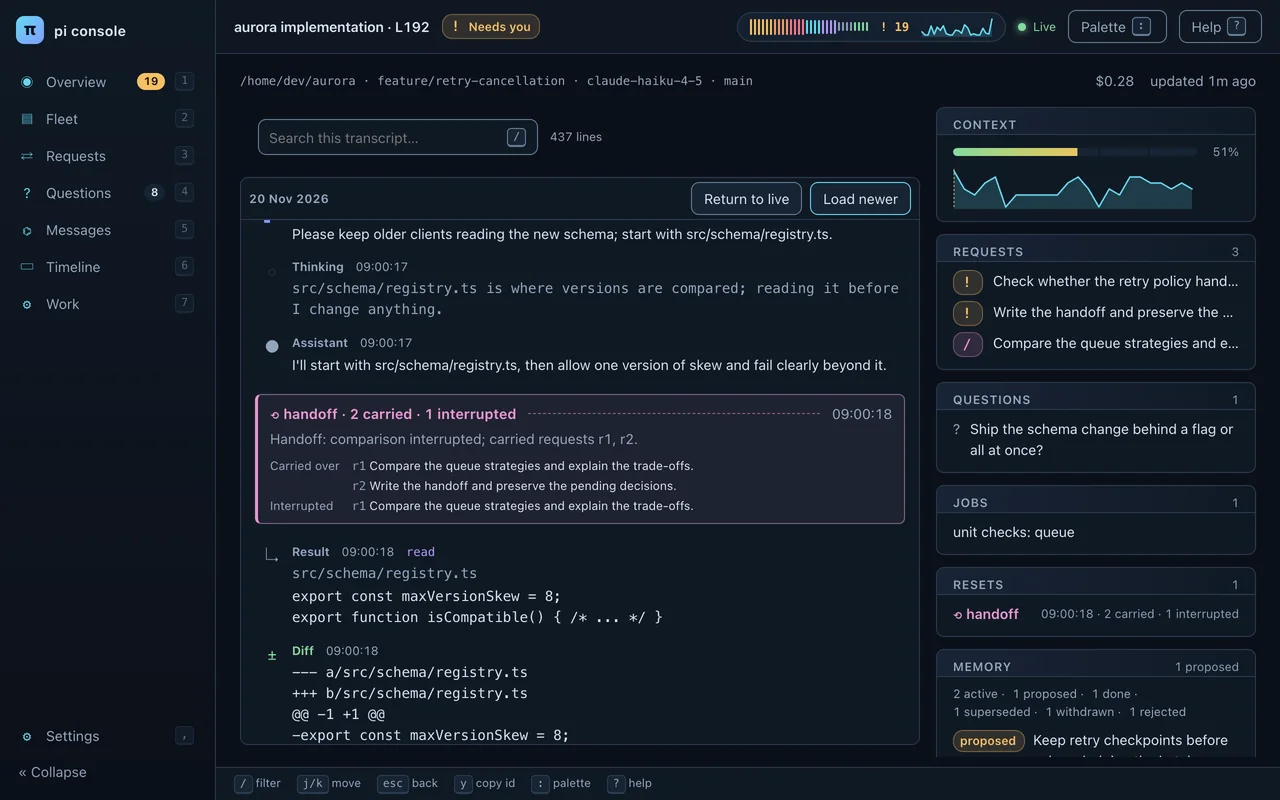 π pi console
Overview 19 1
Fleet 2
Requests 3
? Questions 8 4
Messages 5
Timeline 6
Work 7
Settings ,
« Collapse
aurora implementation · L192 ! Needs you
! 19 Live Palette : Help ?
/home/dev/aurora · feature/retry-cancellation · claude-haiku-4-5 · main
$0.28 updated 1m ago
Search this transcript... / 437 lines
20 Nov 2026 Return to live Load newer
Please keep older clients reading the new schema; start with src/schema/registry.ts.
Thinking 09:00:17
src/schema/registry.ts is where versions are compared; reading it before
I change anything.
Assistant 09:00:17
I'll start with src/schema/registry.ts, then allow one version of skew and fail clearly beyond it.
handoff · 2 carried · 1 interrupted 09:00:18
Handoff: comparison interrupted; carried requests r1, r2.
Carried over r1 Compare the queue strategies and explain the trade-offs.
r2 Write the handoff and preserve the pending decisions.
Interrupted r1 Compare the queue strategies and explain the trade-offs.
Result 09:00:18 read
src/schema/registry.ts
export const maxVersionSkew = 8;
export function isCompatible() { /* ... */ }
± Diff 09:00:18
--- a/src/schema/registry.ts
+++ b/src/schema/registry.ts
@@ -1 +1 @@
-export const maxVersionSkew = 8;
CONTEXT
51%
REQUESTS 3
! Check whether the retry policy hand...
! Write the handoff and preserve the ...
/ Compare the queue strategies and e...
QUESTIONS 1
? Ship the schema change behind a flag or
all at once?
JOBS 1
unit checks: queue
RESETS 1
handoff 09:00:18 · 2 carried · 1 interrupted
MEMORY 1 proposed
2 active · 1 proposed · 1 done ·
1 superseded · 1 withdrawn · 1 rejected
proposed Keep retry checkpoints before
/ filter j/k move esc back y copy id : palette ? help